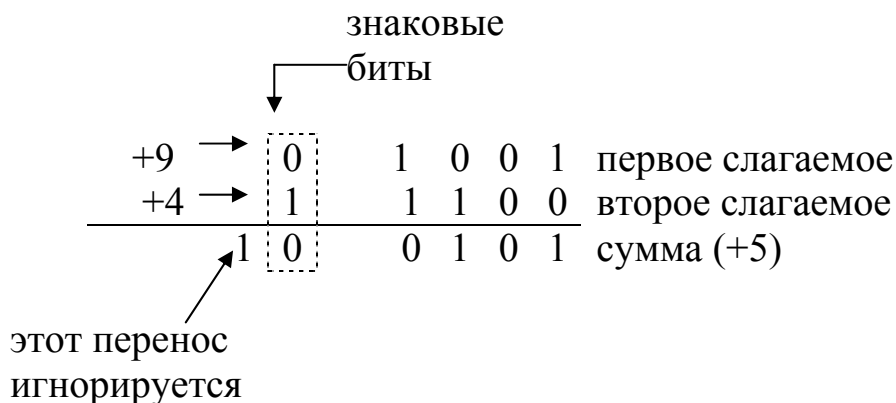 знаковые
биты
+9 0 1 0 0 1 первое слагаемое
+4 1 1 1 0 0 второе слагаемое
1 0 0 1 0 1 сумма (+5)
этот перенос
игнорируется